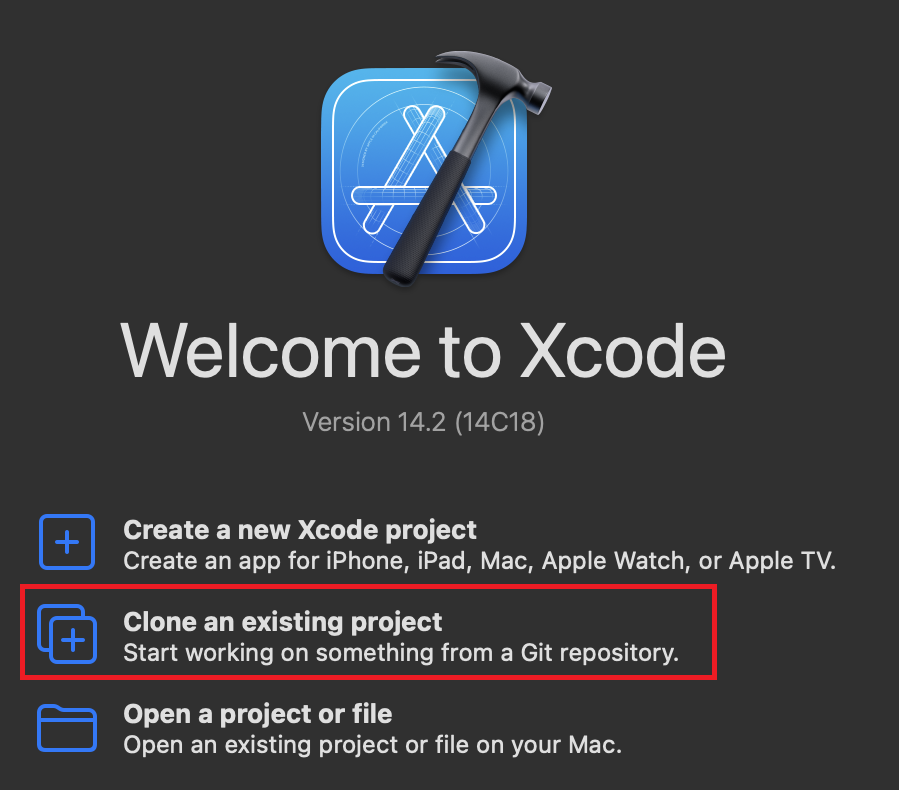 Welcome to Xcode
Version 14.2 (14C18)
Create a new Xcode project
Create an app for iPhone, iPad, Mac, Apple Watch, or Apple TV.
Clone an existing project
Start working on something from a Git repository.
Open a project or file
Open an existing project or file on your Mac.